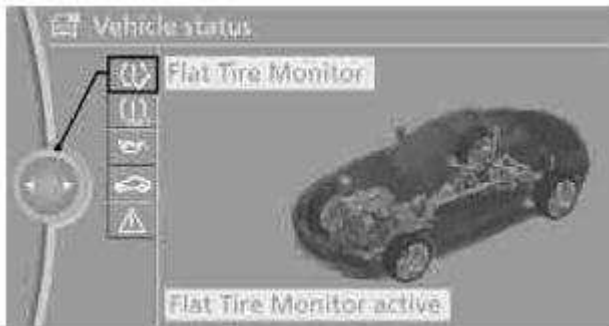 Vehicle status
Flat Tire Monitor
Flat Tire Monitor active